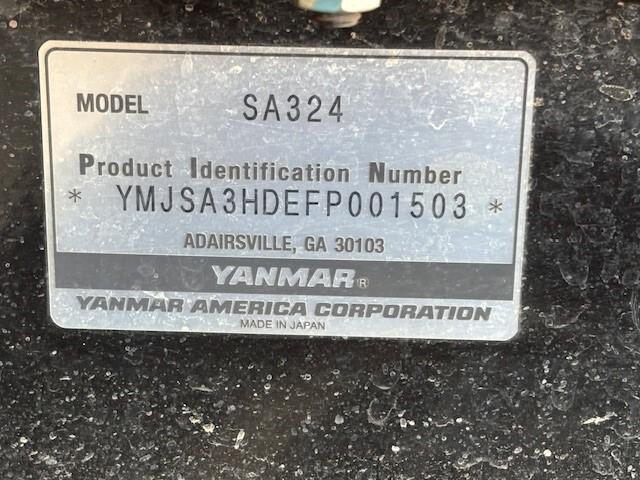 MODEL SA324
Product Identification Number
* YMJSA3HDEFP001503 *
ADAIRSVILLE, GA 30103
YANMAR®
YANMAR AMERICA CORPORATION
MADE IN JAPAN